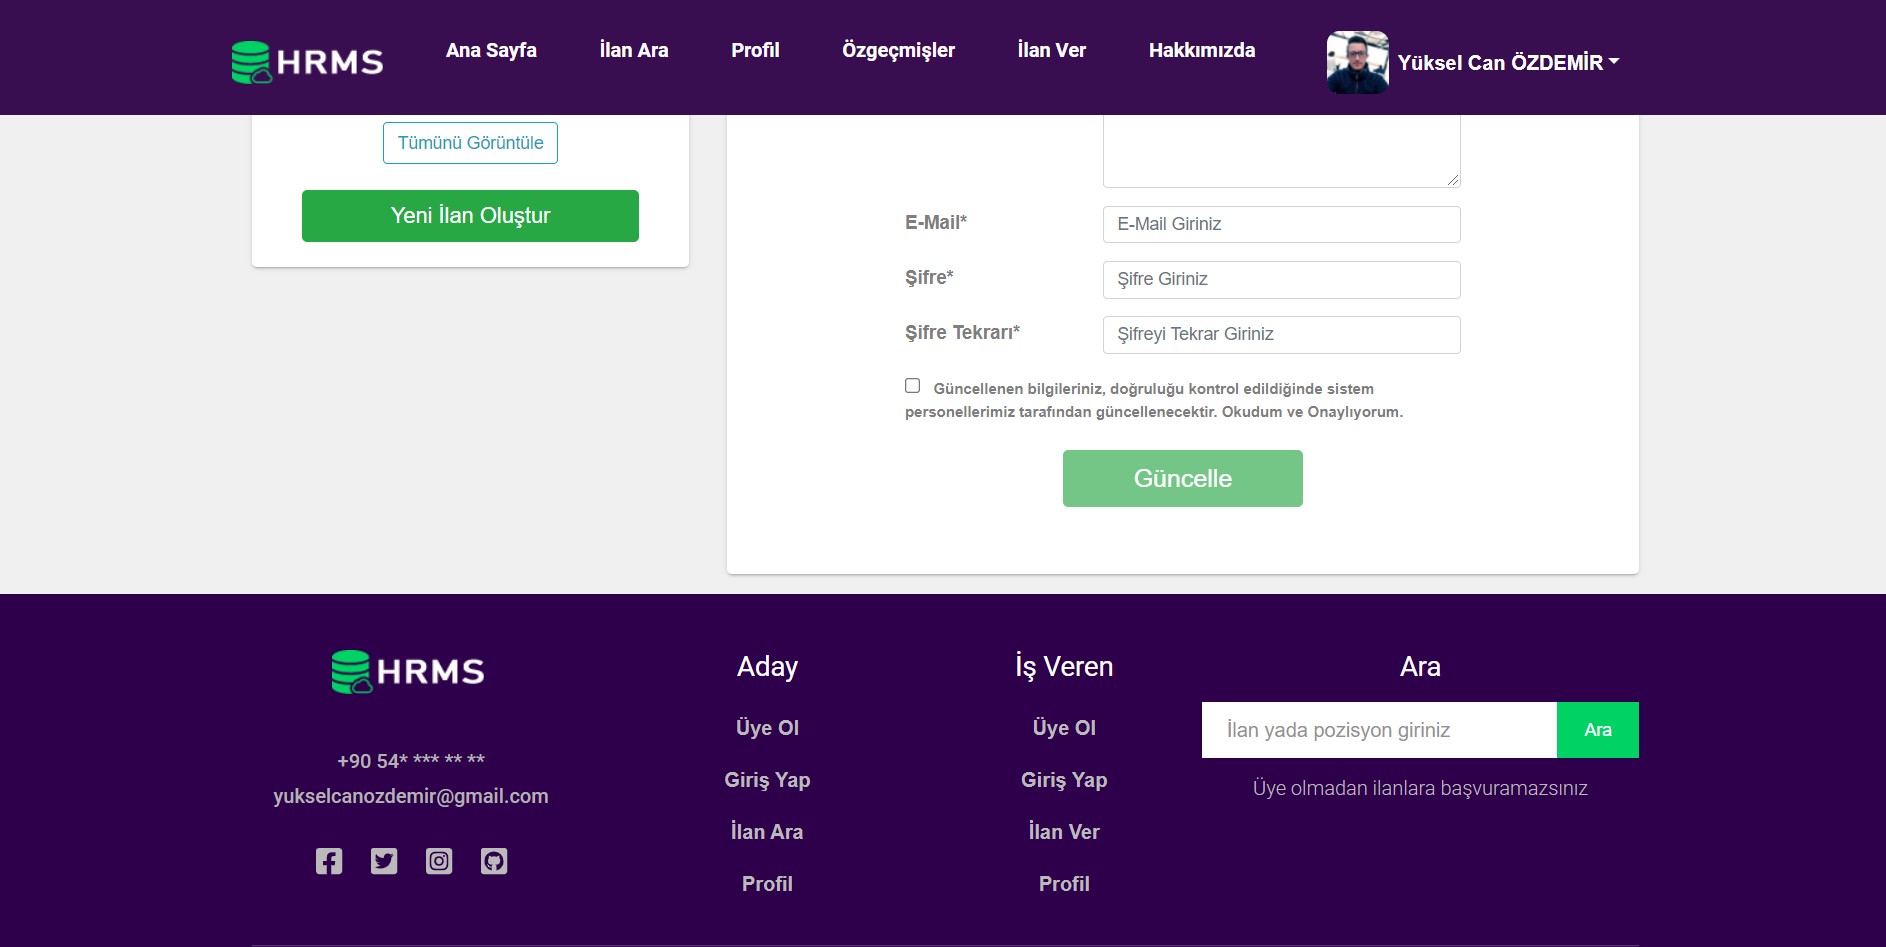 HRMS
Ana Sayfa
İlan Ara
Profil
Özgeçmişler
İlan Ver
Hakkımızda
Yüksel Can ÖZDEMİR
Tümünü Görüntüle
Yeni İlan Oluştur
E-Mail*
E-Mail Giriniz
Şifre*
Şifre Giriniz
Şifre Tekrarı*
Şifreyi Tekrar Giriniz
Güncellenen bilgileriniz, doğruluğu kontrol edildiğinde sistem
personellerimiz tarafından güncellenecektir. Okudum ve Onaylıyorum.
Güncelle
HRMS
+90 54* *** ** **
yukselcanozdemir@gmail.com
Aday
Üye Ol
Giriş Yap
İlan Ara
Profil
İş Veren
Üye Ol
Giriş Yap
İlan Ver
Profil
Ara
İlan yada pozisyon giriniz
Ara
Üye olmadan ilanlara başvuramazsınız